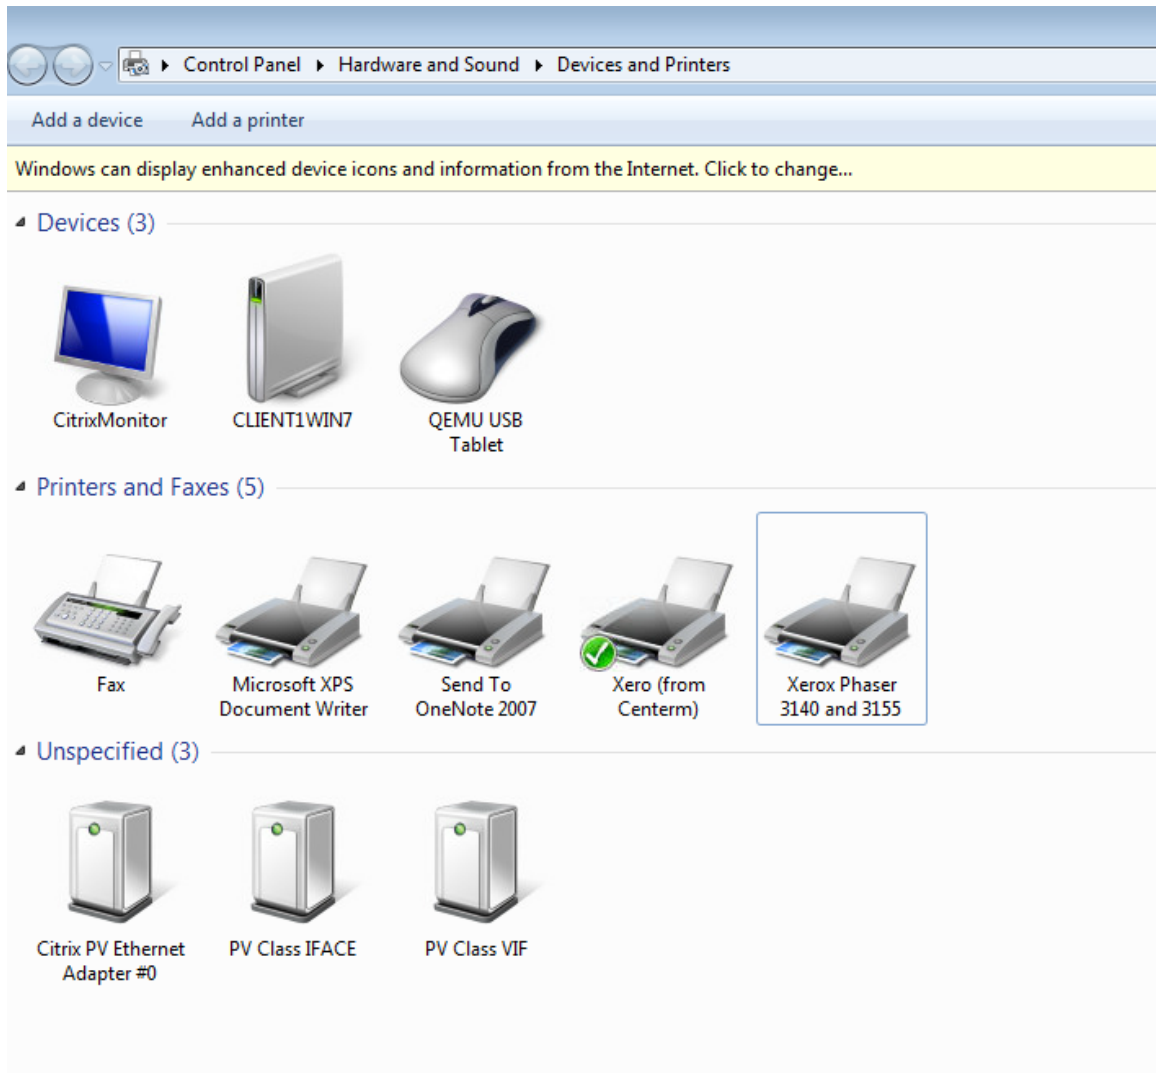 Control Panel Hardware and Sound Devices and Printers
Add a device Add a printer
Windows can display enhanced device icons and information from the Internet. Click to change...
Devices (3)
CitrixMonitor CLIENT1WIN7 QEMU USB
Tablet
Printers and Faxes (5)
Fax Microsoft XPS Send To Xero (from Xerox Phaser
Document Writer OneNote 2007 Centerm) 3140 and 3155
Unspecified (3)
Citrix PV Ethernet PV Class IFACE PV Class VIF
Adapter #0